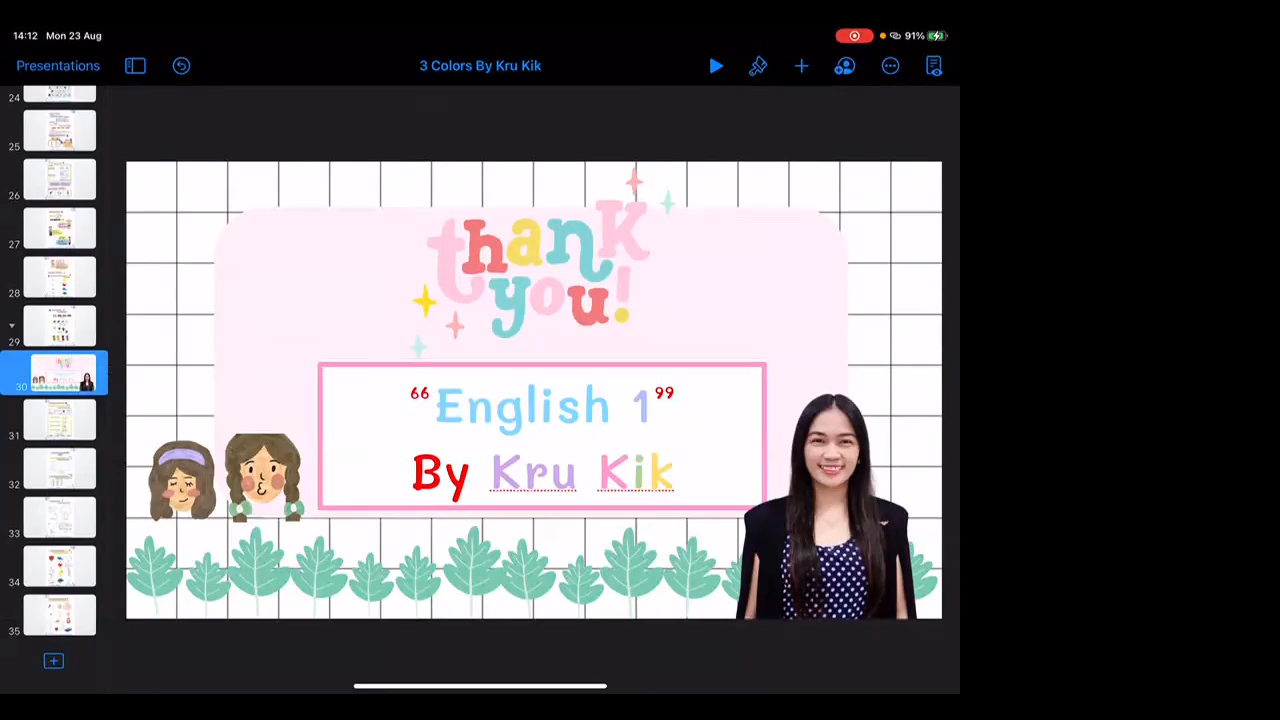 14:12 Mon 23 Aug
91%
Presentations
3 Colors By Kru Kik
24
25
26
27
28
29
30
31
32
33
34
35
thank
you!
“English 1”
By Kru Kik